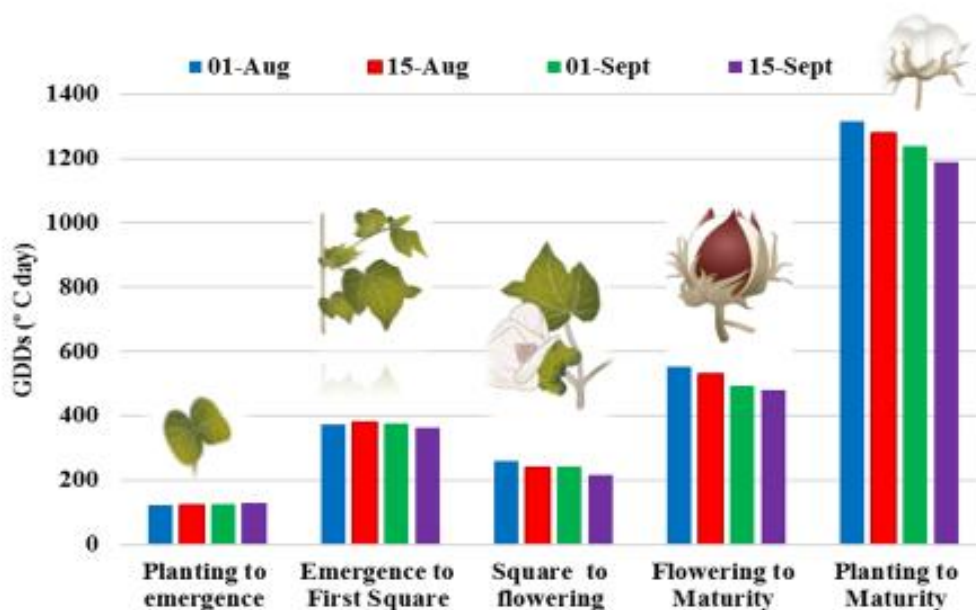 01-Aug 15-Aug 01-Sept 15-Sept
1400
1200
1000
800
600
400
200
0
GDDs (° C day)
Planting to
emergence
Emergence to
First Square
Square to
flowering
Flowering to
Maturity
Planting to
Maturity